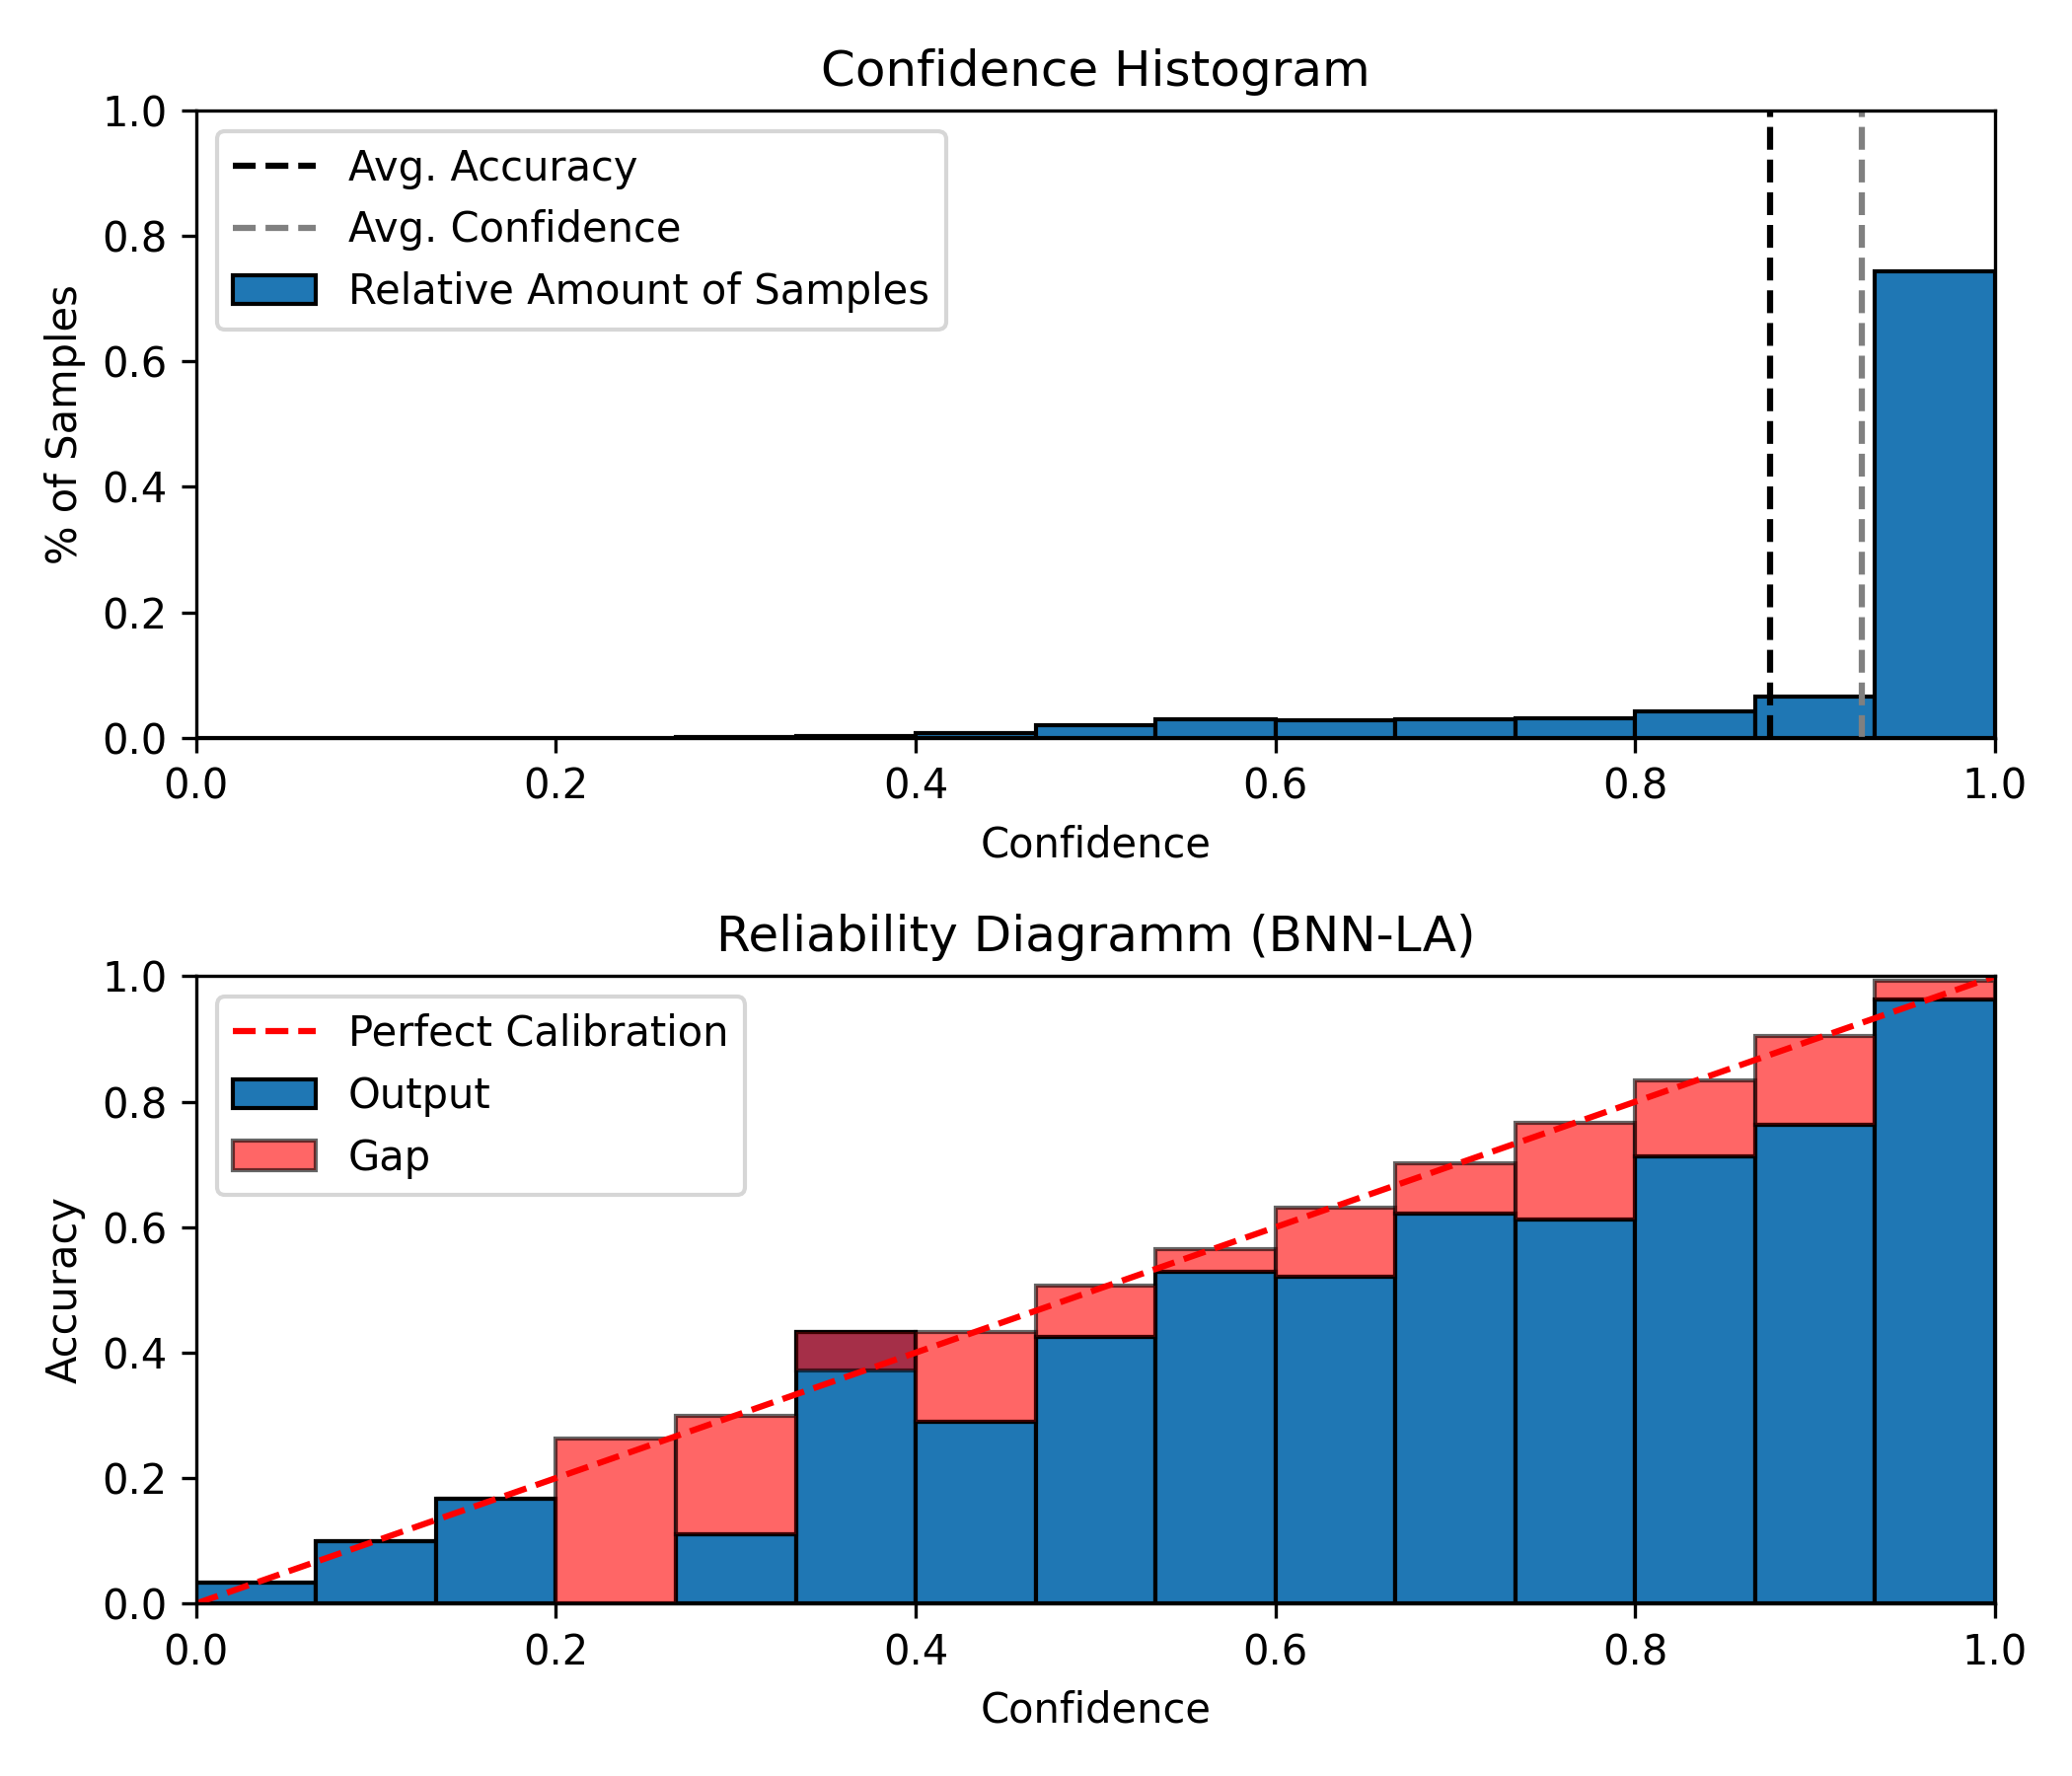 Confidence Histogram
1.0
0.8
0.6
0.4
0.2
0.0
% of Samples
Avg. Accuracy
Avg. Confidence
Relative Amount of Samples
0.0 0.2 0.4 0.6 0.8 1.0
Confidence
Reliability Diagramm (BNN-LA)
1.0
0.8
0.6
0.4
0.2
0.0
Accuracy
Perfect Calibration
Output
Gap
0.0 0.2 0.4 0.6 0.8 1.0
Confidence